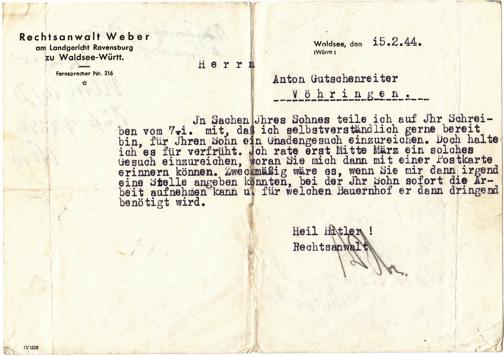 Rechtsanwalt Weber
am Landgericht Ravensburg
zu Waldsee-Württ.
Fernsprecher Nr. 216
Waldsee, den 15.2.44.
(Württ.)
Herrn
Anton Gutschenreiter
Vöhringen.
Jn Sachen Jhres Sohnes teile ich auf Jhr Schrei-
ben vom 7.i. mit, das ich selbstverständlich gerne bereit
bin, für Jhren Sohn ein Gnadengesuch einzureichen. Doch halte
ich es für verfrüht. Jch rate erst Mitte März ein solches
Gesuch einzureichen, woran Sie mich dann mit einer Postkarte
erinnern können. Zweckmäßig wäre es, wenn Sie mir dann irgend
eine Stelle angeben könnten, bei der Jhr Sohn sofort die Ar-
beit aufnehmen kann u. für welchen Bauernhof er dann dringend
benötigt wird.
Heil Hitler !
Rechtsanwalt